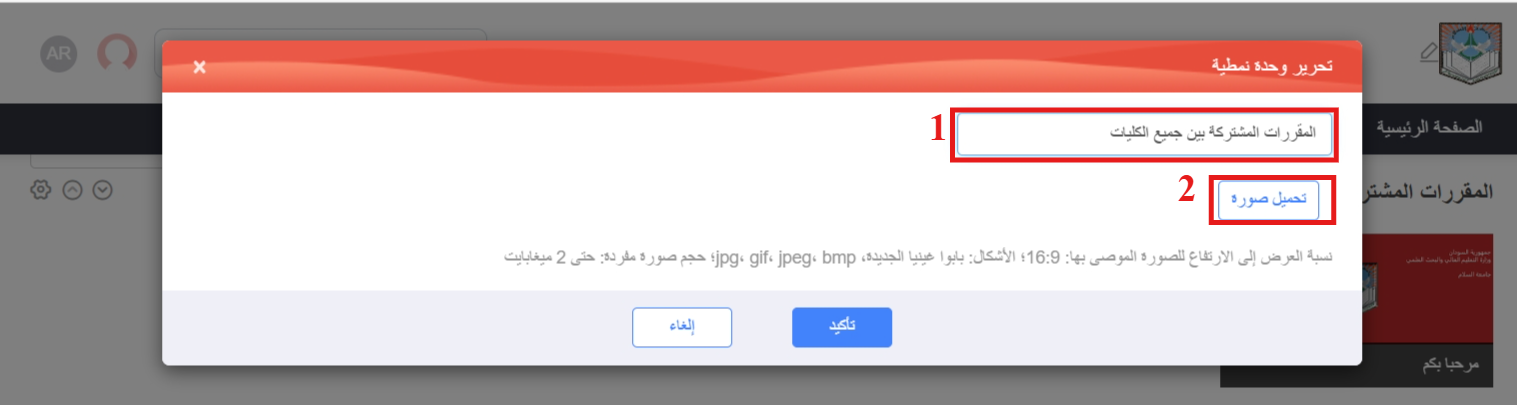 AR
تحرير وحدة نمطية
×
1
المقررات المشتركة بين جميع الكليات
الصفحة الرئيسية
2
تحميل صورة
المقررات المشتر
نسبة العرض إلى الارتفاع للصورة الموصى بها: 16:9؛ الأشكال: بابوا غينيا الجديدة، jpg، gif، jpeg، bmp؛ حجم صورة مفردة: حتى 2 ميغابايت
جمهورية السودان
وزارة التعليم العالي والبحث العلمي
جامعة السلام
تأكيد
إلغاء
مرحبا بكم